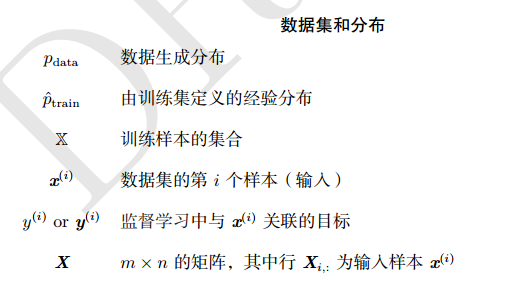 数据集和分布
p_data 数据生成分布
p̂_train 由训练集定义的经验分布
𝕏 训练样本的集合
𝒙^(i) 数据集的第 i 个样本（输入）
y^(i) or 𝒚^(i) 监督学习中与 𝒙^(i) 关联的目标
𝑿 m × n 的矩阵，其中行 𝑿_i,: 为输入样本 𝒙^(i)